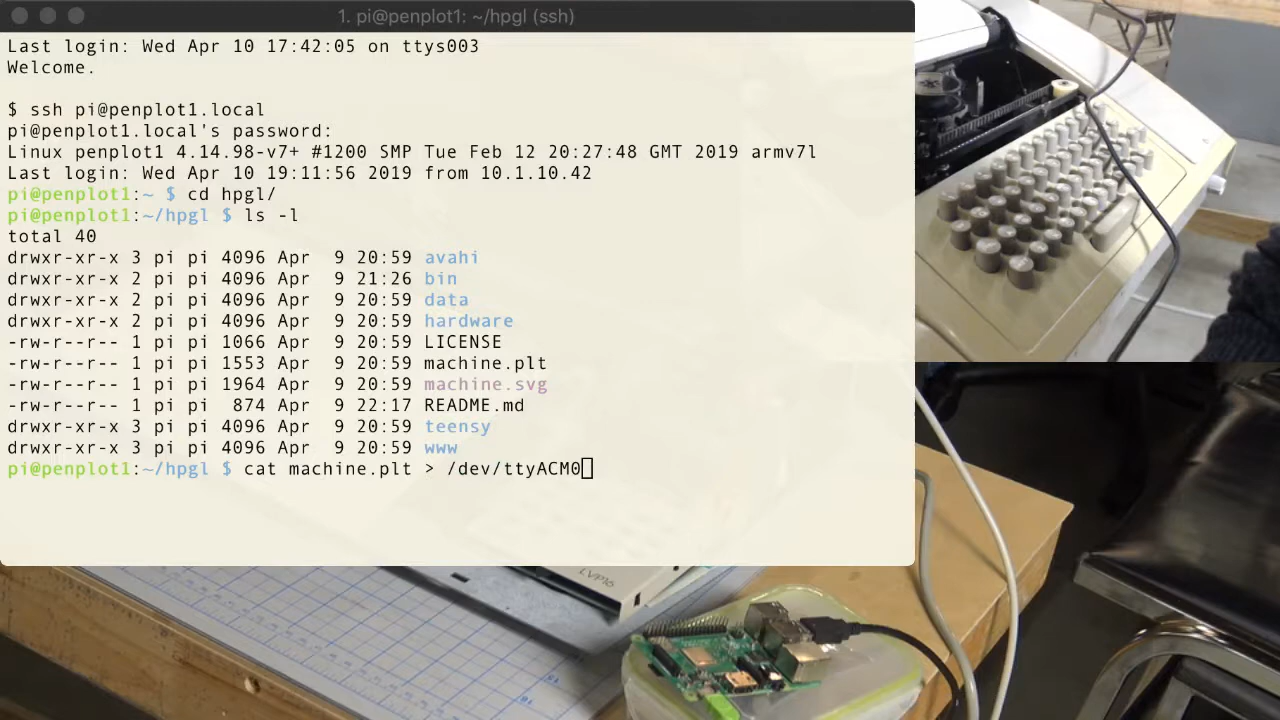 1. pi@penplot1: ~/hpgl (ssh)
Last login: Wed Apr 10 17:42:05 on ttys003
Welcome.
$ ssh pi@penplot1.local
pi@penplot1.local's password:
Linux penplot1 4.14.98-v7+ #1200 SMP Tue Feb 12 20:27:48 GMT 2019 armv7l
Last login: Wed Apr 10 19:11:56 2019 from 10.1.10.42
pi@penplot1:~ $ cd hpgl/
pi@penplot1:~/hpgl $ ls -l
total 40
drwxr-xr-x 3 pi pi 4096 Apr  9 20:59 avahi
drwxr-xr-x 2 pi pi 4096 Apr  9 21:26 bin
drwxr-xr-x 2 pi pi 4096 Apr  9 20:59 data
drwxr-xr-x 2 pi pi 4096 Apr  9 20:59 hardware
-rw-r--r-- 1 pi pi 1066 Apr  9 20:59 LICENSE
-rw-r--r-- 1 pi pi 1553 Apr  9 20:59 machine.plt
-rw-r--r-- 1 pi pi 1964 Apr  9 20:59 machine.svg
-rw-r--r-- 1 pi pi  874 Apr  9 22:17 README.md
drwxr-xr-x 3 pi pi 4096 Apr  9 20:59 teensy
drwxr-xr-x 3 pi pi 4096 Apr  9 20:59 www
pi@penplot1:~/hpgl $ cat machine.plt > /dev/ttyACM0
LVP16